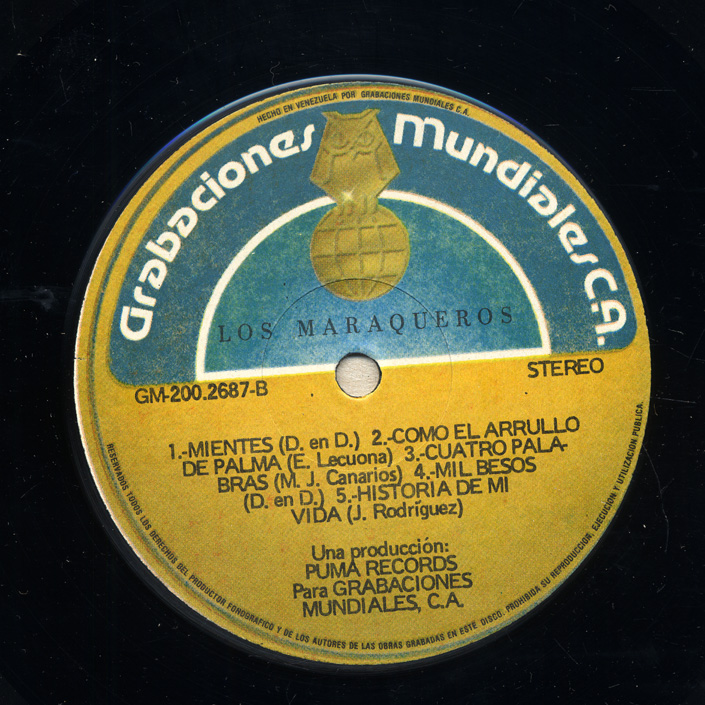 HECHO EN VENEZUELA POR GRABACIONES MUNDIALES C.A.
Grabaciones Mundiales C.A.
LOS MARAQUEROS
STEREO
GM-200.2687-B
1.-MIENTES (D. en D.) 2.-COMO EL ARRULLO
DE PALMA (E. Lecuona) 3.-CUATRO PALA-
BRAS (M. J. Canarios) 4.-MIL BESOS
(D. en D.) 5.-HISTORIA DE MI
VIDA (J. Rodríguez)
Una producción:
PUMA RECORDS
Para GRABACIONES
MUNDIALES, C.A.
RESERVADOS TODOS LOS DERECHOS DEL PRODUCTOR FONOGRAFICO Y DE LOS AUTORES DE LAS OBRAS GRABADAS EN ESTE DISCO. PROHIBIDA SU REPRODUCCION, EJECUCION Y UTILIZACION PUBLICA.